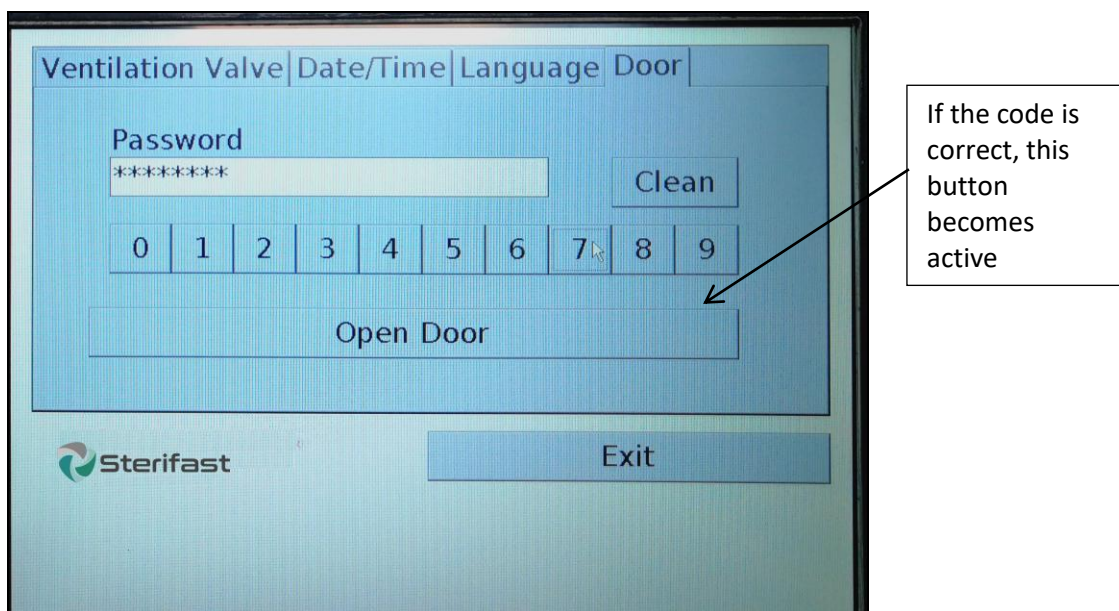 Ventilation Valve Date/Time Language Door
Password
********
Clean
0 1 2 3 4 5 6 7 8 9
Open Door
Sterifast
Exit
If the code is
correct, this
button
becomes
active